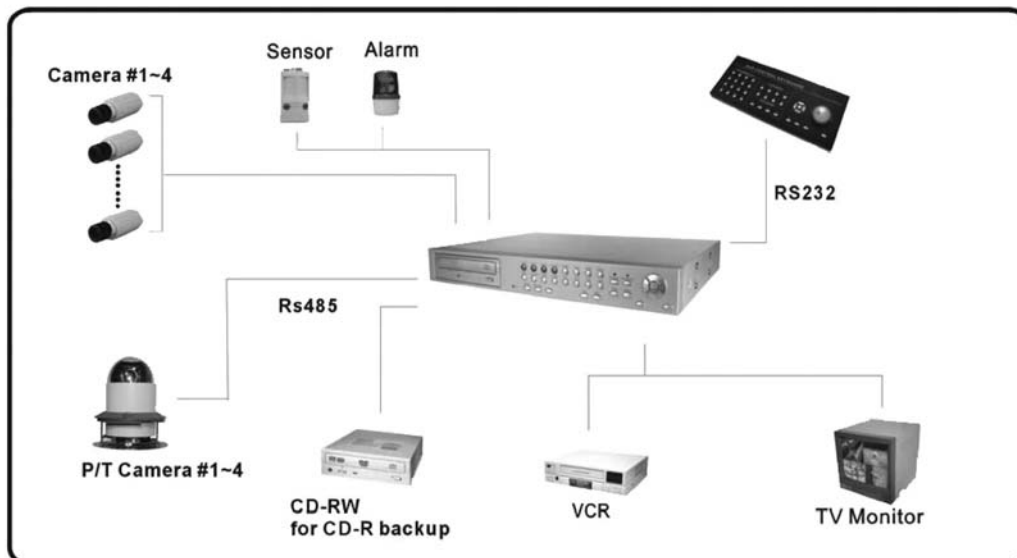 Sensor
Alarm
Camera #1~4
RS232
Rs485
P/T Camera #1~4
CD-RW
for CD-R backup
VCR
TV Monitor